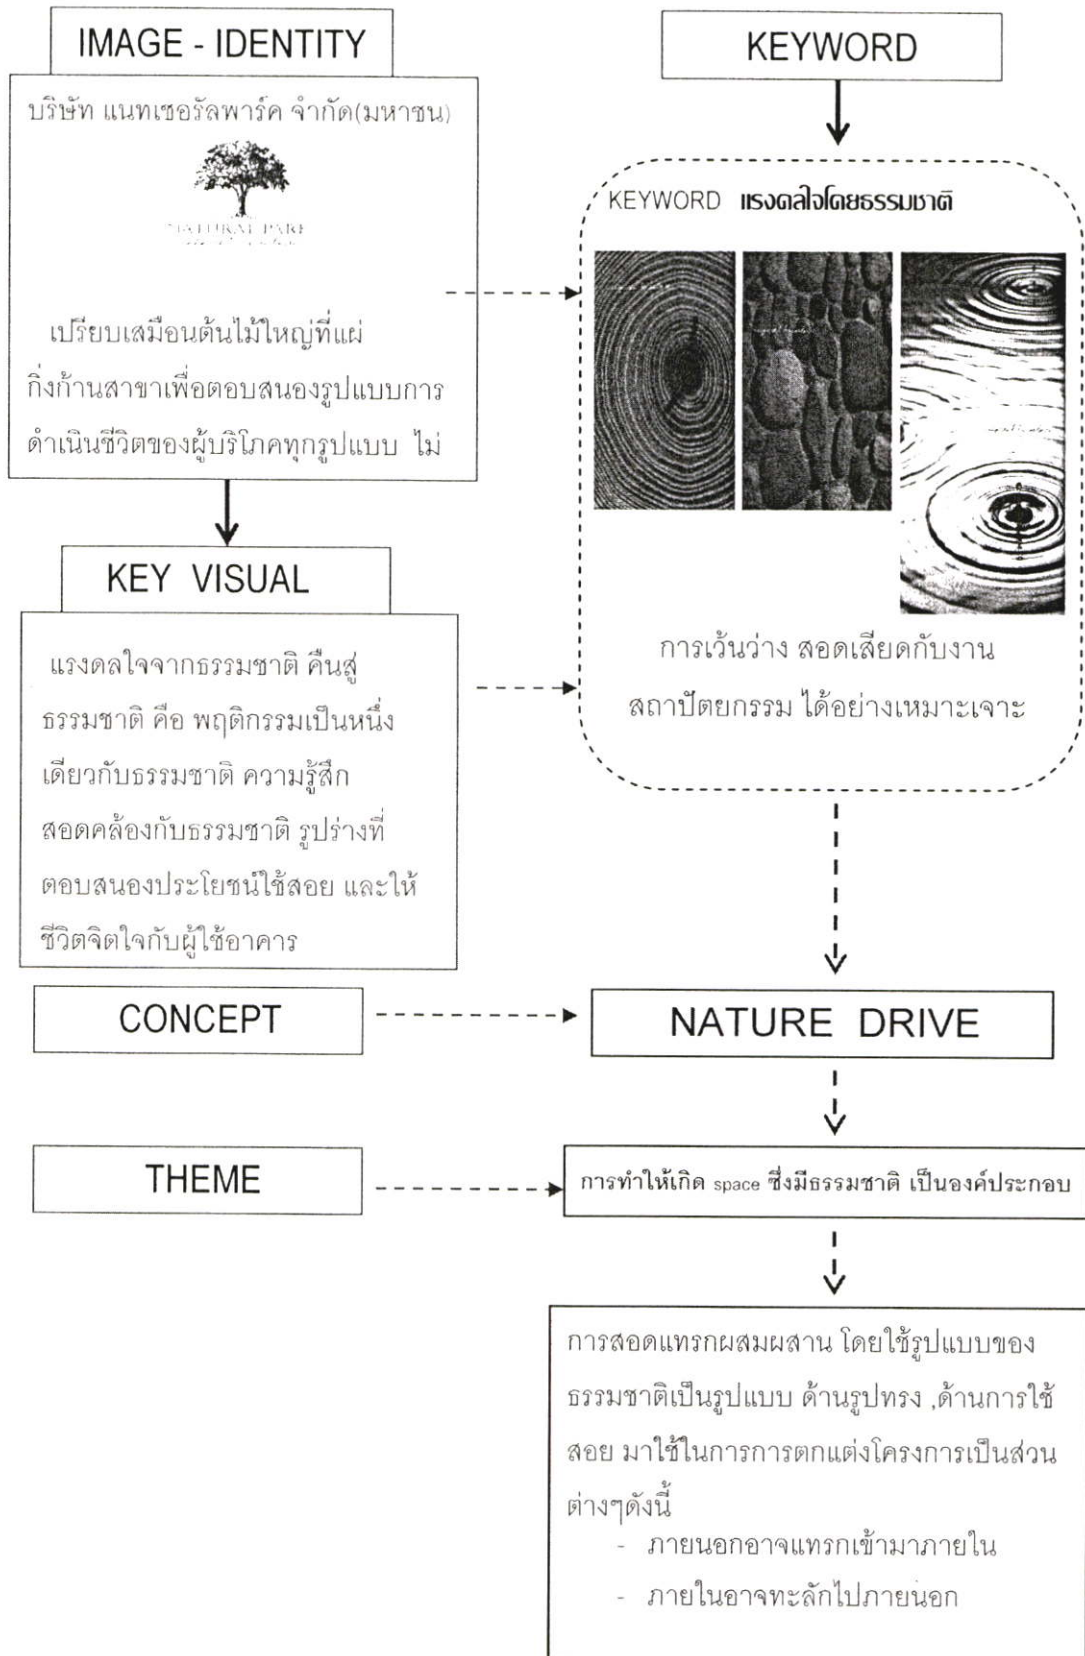 IMAGE - IDENTITY
บริษัท แนทเชอรัลพาร์ค จำกัด(มหาชน)
NATURAL PARK
เปรียบเสมือนต้นไม้ใหญ่ที่แผ่
กิ่งก้านสาขาเพื่อตอบสนองรูปแบบการ
ดำเนินชีวิตของผู้บริโภคทุกรูปแบบ ไม่
KEY VISUAL
แรงดลใจจากธรรมชาติ คืนสู่
ธรรมชาติ คือ พฤติกรรมเป็นหนึ่ง
เดียวกับธรรมชาติ ความรู้สึก
สอดคล้องกับธรรมชาติ รูปร่างที่
ตอบสนองประโยชน์ใช้สอย และให้
ชีวิตจิตใจกับผู้ใช้อาคาร
KEYWORD
KEYWORD แรงดลใจโดยธรรมชาติ
การเว้นว่าง สอดเสียดกับงาน
สถาปัตยกรรม ได้อย่างเหมาะเจาะ
CONCEPT
NATURE DRIVE
THEME
การทำให้เกิด space ซึ่งมีธรรมชาติ เป็นองค์ประกอบ
การสอดแทรกผสมผสาน โดยใช้รูปแบบของ
ธรรมชาติเป็นรูปแบบ ด้านรูปทรง ,ด้านการใช้
สอย มาใช้ในการการตกแต่งโครงการเป็นส่วน
ต่างๆดังนี้
- ภายนอกอาจแทรกเข้ามาภายใน
- ภายในอาจทะลักไปภายนอก